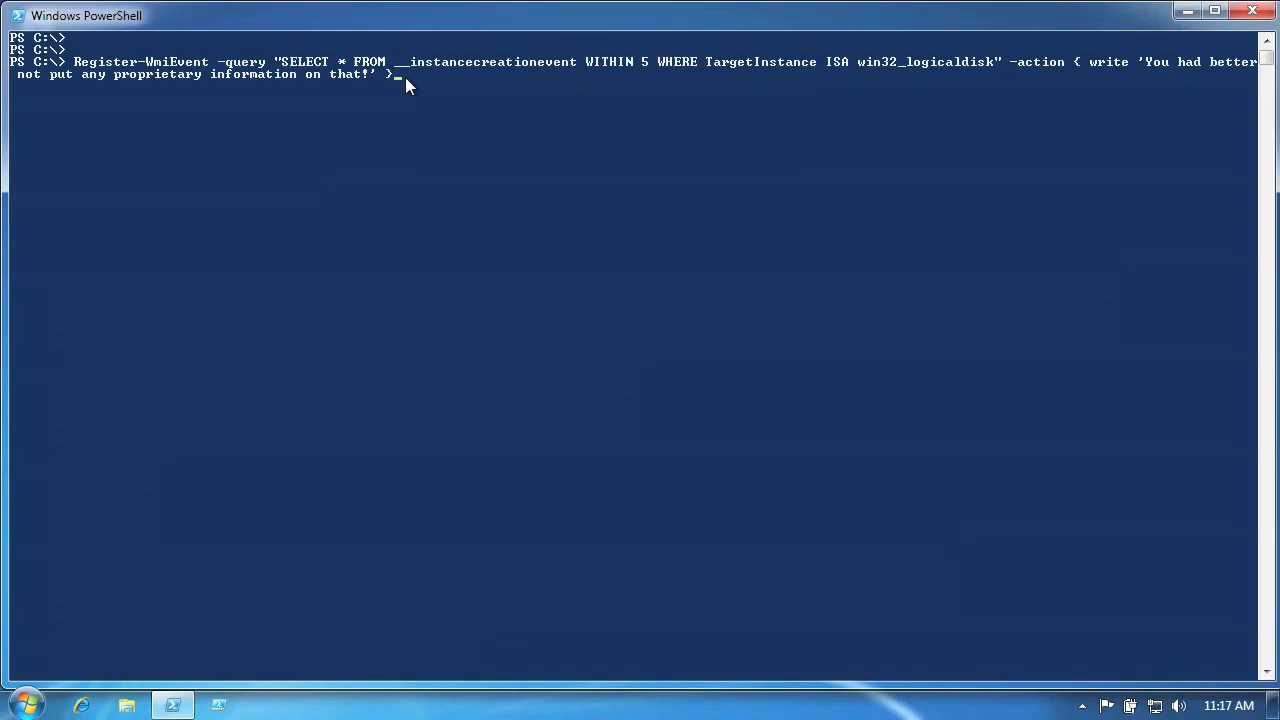 Windows PowerShell
PS C:\>
PS C:\>
PS C:\> Register-WmiEvent -query "SELECT * FROM __instancecreationevent WITHIN 5 WHERE TargetInstance ISA win32_logicaldisk" -action { write 'You had better
not put any proprietary information on that!' }
11:17 AM